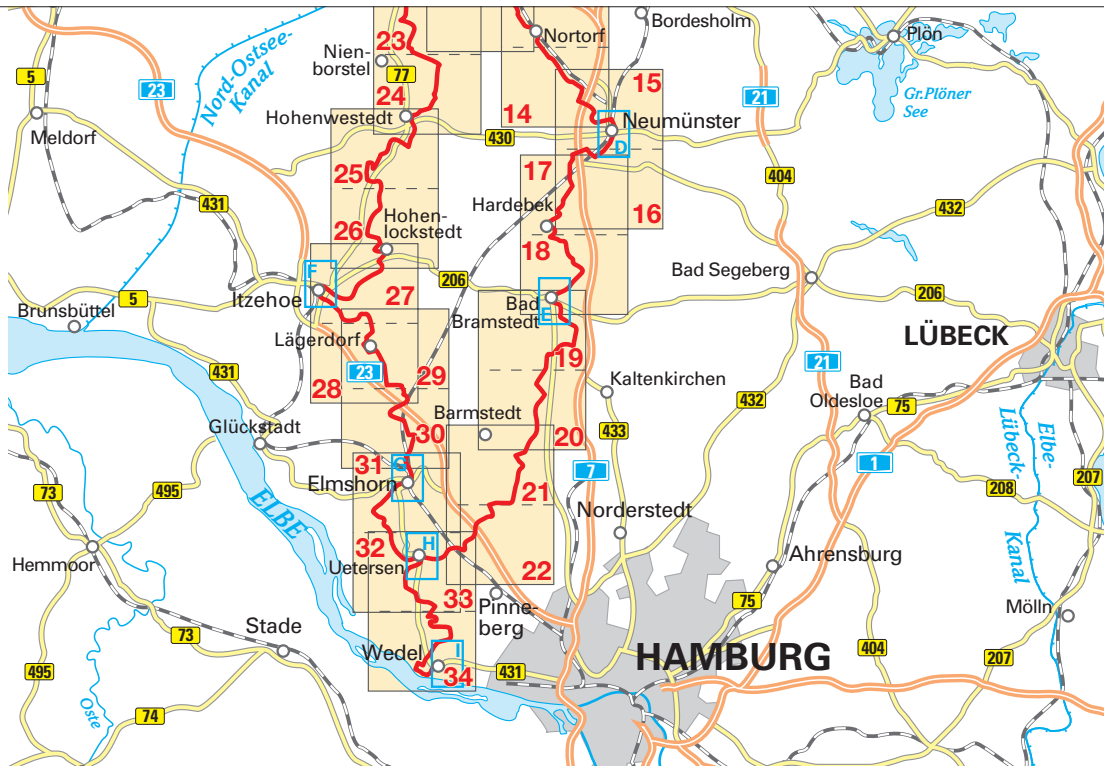 23
Nortorf
Bordesholm
Plön
Nien-
borstel
5
23
Nord-Ostsee-
Kanal
77
15
21
Gr.Plöner
See
24
14
Meldorf
Hohenwestedt
430
Neumünster
D
25
17
404
431
Hardebek
16
432
26
Hohen-
lockstedt
18
F
206
Bad Segeberg
27
Itzehoe
5
Brunsbüttel
Bad
Bramstedt
E
206
LÜBECK
Lägerdorf
19
21
23
29
28
431
Kaltenkirchen
432
Bad
Oldesloe
75
Glückstadt
30
Barmstedt
20
433
Elbe-
Lübeck-
Kanal
31
G
7
1
73
495
Elmshorn
21
207
208
ELBE
Norderstedt
32
H
Uetersen
Hemmoor
22
Ahrensburg
33
Pinne-
berg
75
Mölln
73
Stade
HAMBURG
Wedel
I
34
431
404
207
495
Oste
74